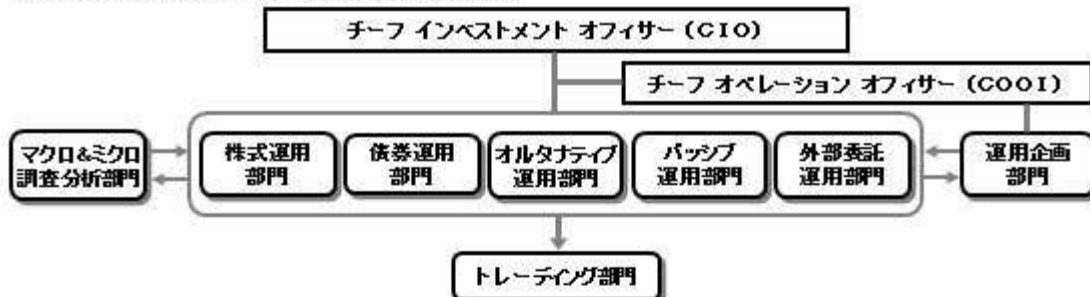 チーフ インベストメント オフィサー（CIO）
チーフ オペレーション オフィサー（COOI）
マクロ&ミクロ
調査分析部門
株式運用
部門
債券運用
部門
オルタナティブ
運用部門
パッシブ
運用部門
外部委託
運用部門
運用企画
部門
トレーディング部門